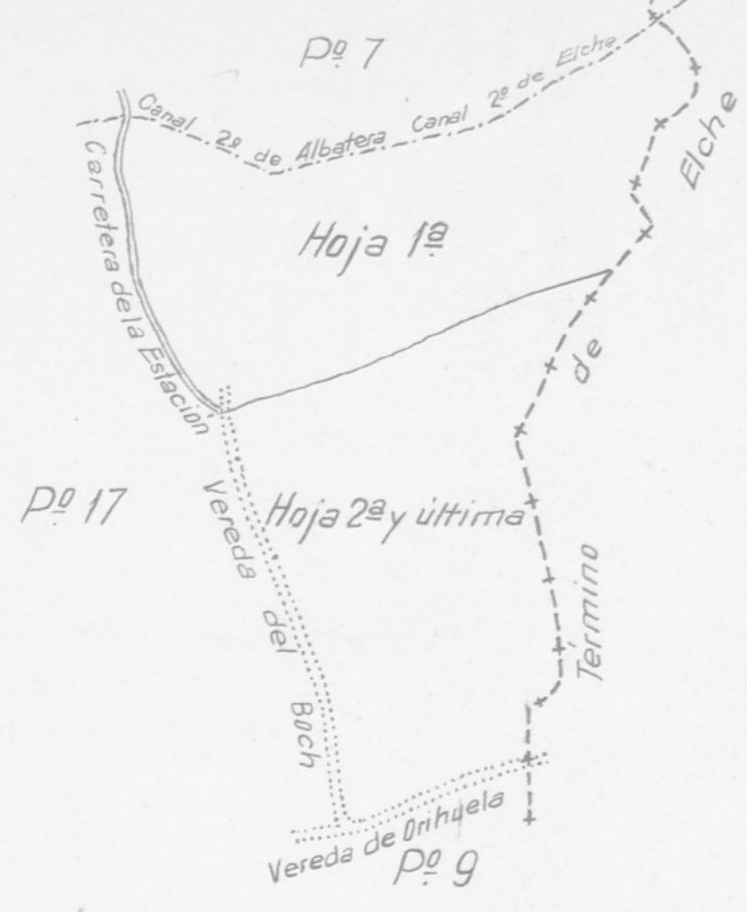 Pº 7
Canal 2º de Albatera
Canal 2º de Elche
Carretera de la Estación
Hoja 1ª
Término de Elche
Pº 17
Vereda del Boch
Hoja 2ª y última
Vereda de Orihuela
Pº 9